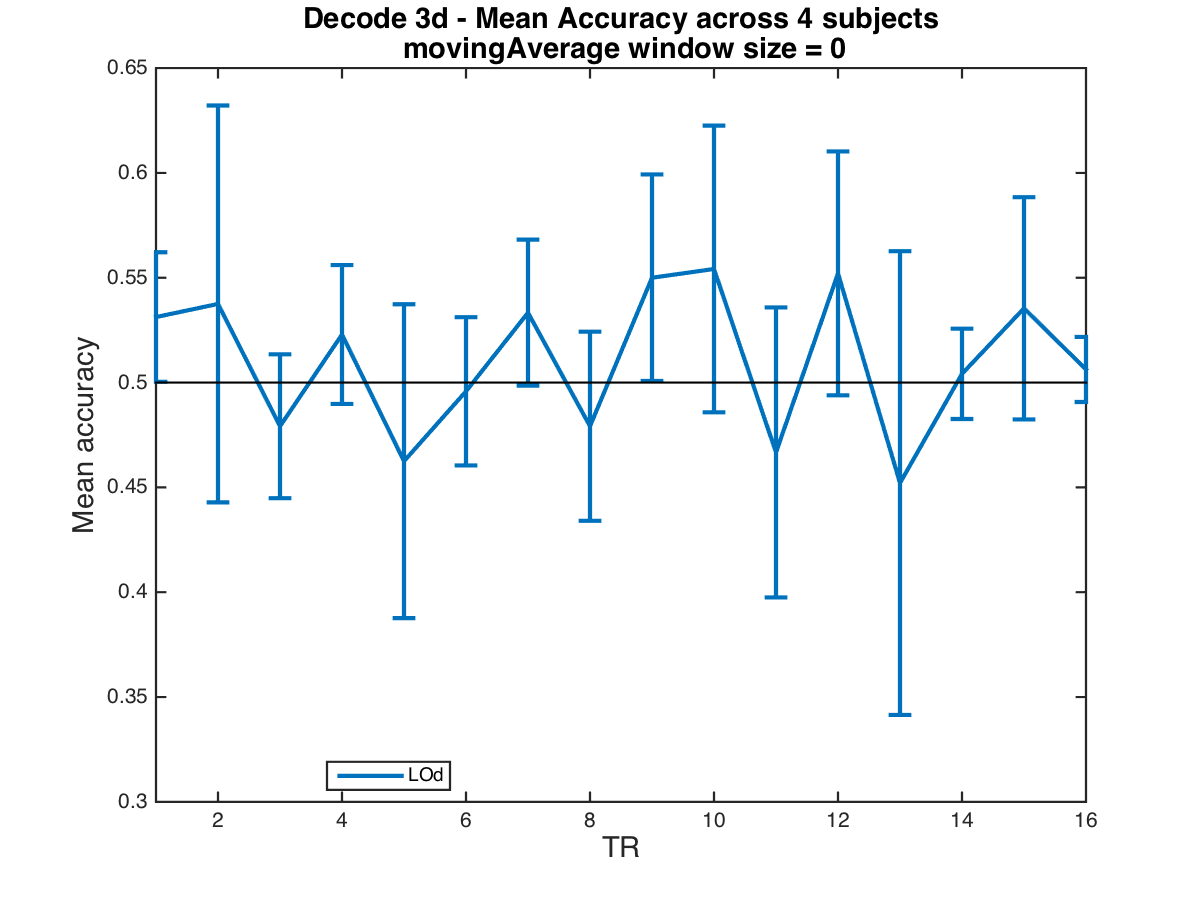 Decode 3d - Mean Accuracy across 4 subjects
movingAverage window size = 0
0.65
0.6
0.55
0.5
0.45
0.4
0.35
0.3
Mean accuracy
LOd
2 4 6 8 10 12 14 16
TR